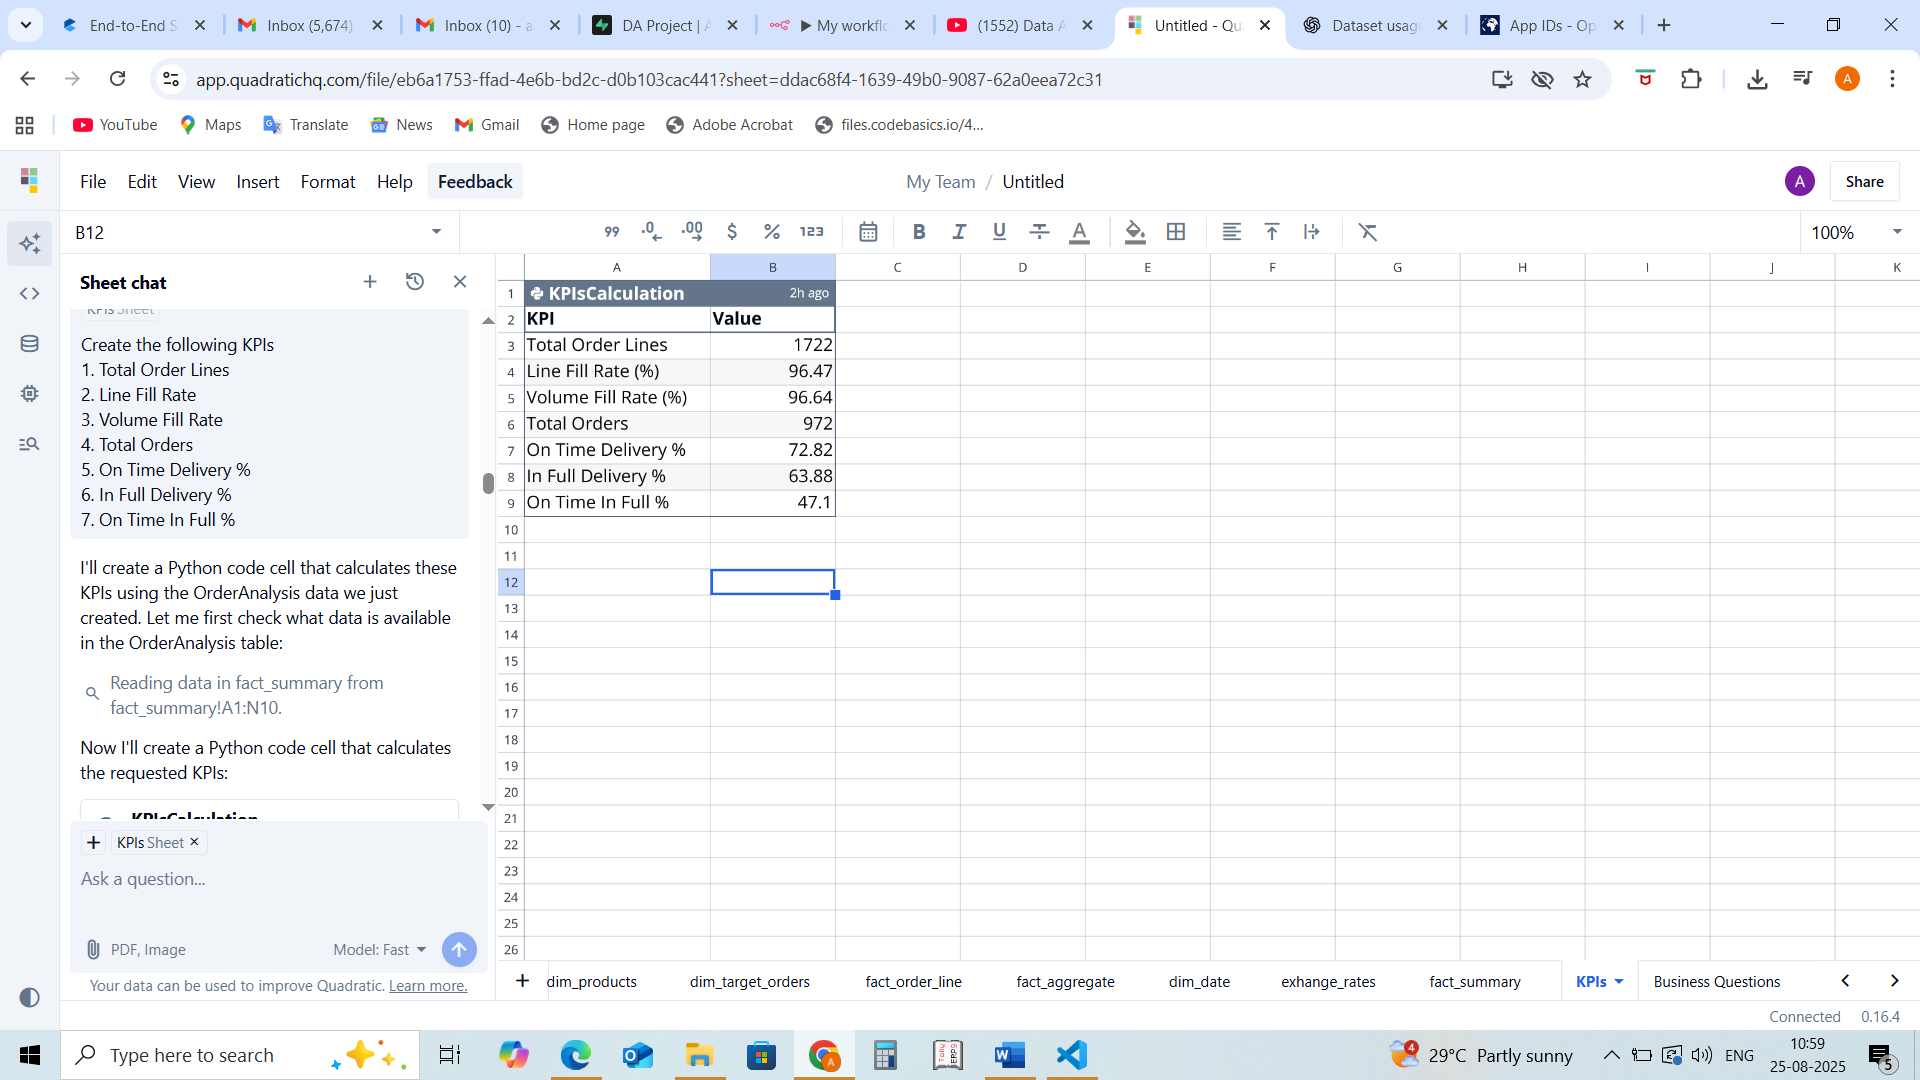 End-to-End S
Inbox (5,674)
Inbox (10) - a
DA Project | A
▶ My workflo
(1552) Data A
Untitled - Qu
Dataset usag
App IDs - Op
app.quadratichq.com/file/eb6a1753-ffad-4e6b-bd2c-d0b103cac441?sheet=ddac68f4-1639-49b0-9087-62a0eea72c31
A
YouTube
Maps
Translate
News
Gmail
Home page
Adobe Acrobat
files.codebasics.io/4...
File Edit View Insert Format Help Feedback
My Team / Untitled
A
Share
B12
99 .0 .00 $ % 123 B I U A
100%
Sheet chat
KPIs Sheet
Create the following KPIs
1. Total Order Lines
2. Line Fill Rate
3. Volume Fill Rate
4. Total Orders
5. On Time Delivery %
6. In Full Delivery %
7. On Time In Full %
I'll create a Python code cell that calculates these
KPIs using the OrderAnalysis data we just
created. Let me first check what data is available
in the OrderAnalysis table:
Reading data in fact_summary from
fact_summary!A1:N10.
Now I'll create a Python code cell that calculates
the requested KPIs:
KPIsCalculation
KPIs Sheet
Ask a question...
PDF, Image
Model: Fast
Your data can be used to improve Quadratic. Learn more.
A B C D E F G H I J K
1 KPIsCalculation 2h ago
2 KPI Value
3 Total Order Lines 1722
4 Line Fill Rate (%) 96.47
5 Volume Fill Rate (%) 96.64
6 Total Orders 972
7 On Time Delivery % 72.82
8 In Full Delivery % 63.88
9 On Time In Full % 47.1
10
11
12
13
14
15
16
17
18
19
20
21
22
23
24
25
26
dim_products dim_target_orders fact_order_line fact_aggregate dim_date exhange_rates fact_summary KPIs Business Questions
Connected 0.16.4
Type here to search
A
4
29°C Partly sunny
ENG
10:59
25-08-2025
5